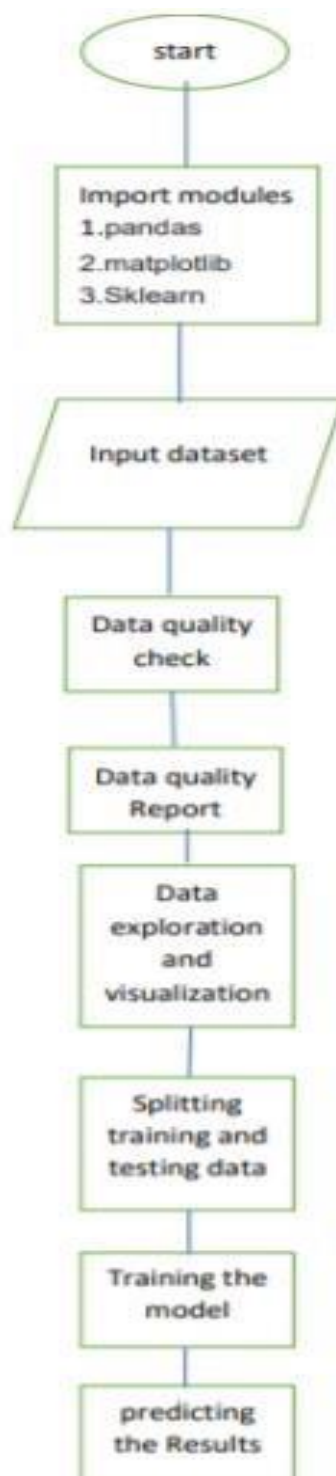 start
Import modules
1.pandas
2.matplotlib
3.Sklearn
Input dataset
Data quality
check
Data quality
Report
Data
exploration
and
visualization
Splitting
training and
testing data
Training the
model
predicting
the Results